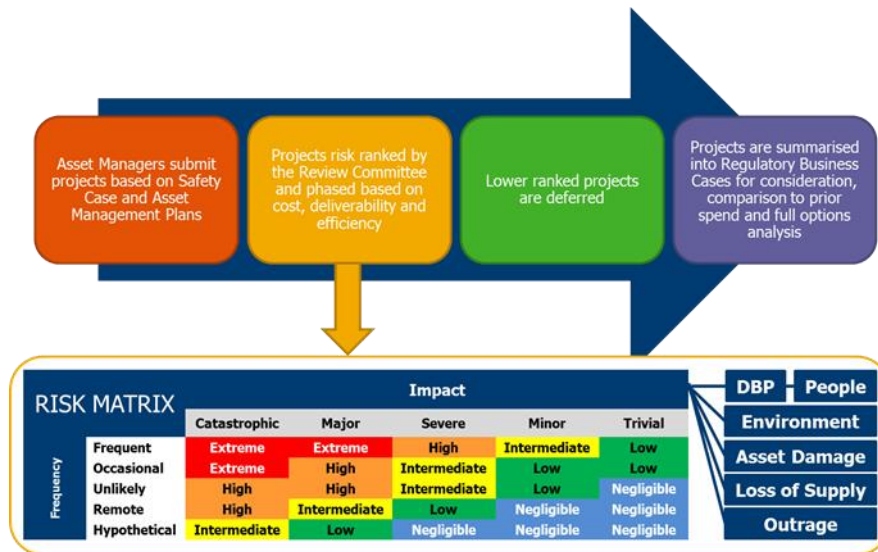 Asset Managers submit
projects based on Safety
Case and Asset
Management Plans
Projects risk ranked by
the Review Committee
and phased based on
cost, deliverability and
efficiency
Lower ranked projects
are deferred
Projects are summarised
into Regulatory Business
Cases for consideration,
comparison to prior
spend and full options
analysis
RISK MATRIX
Impact
Catastrophic Major Severe Minor Trivial
Frequency
Frequent Extreme Extreme High Intermediate Low
Occasional Extreme High Intermediate Low Low
Unlikely High High Intermediate Low Negligible
Remote High Intermediate Low Negligible Negligible
Hypothetical Intermediate Low Negligible Negligible Negligible
DBP People
Environment
Asset Damage
Loss of Supply
Outrage